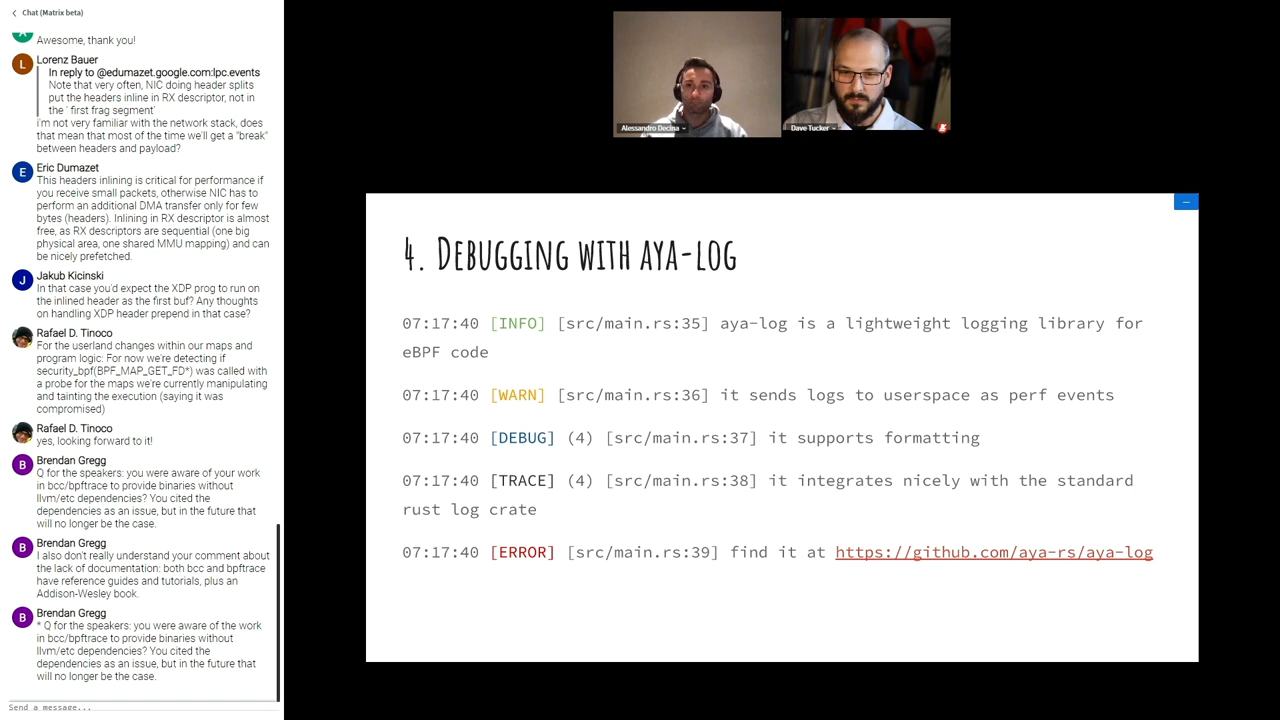 Chat (Matrix beta)
Awesome, thank you!
Lorenz Bauer
In reply to @edumazet.google.com:lpc.events
Note that very often, NIC doing header splits
put the headers inline in RX descriptor, not in
the ' first frag segment'
i'm not very familiar with the network stack, does
that mean that most of the time we'll get a "break"
between headers and payload?
Eric Dumazet
This headers inlining is critical for performance if
you receive small packets, otherwise NIC has to
perform an additional DMA transfer only for few
bytes (headers). Inlining in RX descriptor is almost
free, as RX descriptors are sequential (one big
physical area, one shared MMU mapping) and can
be nicely prefetched.
Jakub Kicinski
In that case you'd expect the XDP prog to run on
the inlined header as the first buf? Any thoughts
on handling XDP header prepend in that case?
Rafael D. Tinoco
For the userland changes within our maps and
program logic: For now we're detecting if
security_bpf(BPF_MAP_GET_FD*) was called with
a probe for the maps we're currently manipulating
and tainting the execution (saying it was
compromised)
Rafael D. Tinoco
yes, looking forward to it!
Brendan Gregg
Q for the speakers: you were aware of your work
in bcc/bpftrace to provide binaries without
llvm/etc dependencies? You cited the
dependencies as an issue, but in the future that
will no longer be the case.
Brendan Gregg
I also don't really understand your comment about
the lack of documentation: both bcc and bpftrace
have reference guides and tutorials, plus an
Addison-Wesley book.
Brendan Gregg
* Q for the speakers: you were aware of the work
in bcc/bpftrace to provide binaries without
llvm/etc dependencies? You cited the
dependencies as an issue, but in the future that
will no longer be the case.
Send a message...
Alessandro Decina
Dave Tucker
4. DEBUGGING WITH AYA-LOG
07:17:40 [INFO] [src/main.rs:35] aya-log is a lightweight logging library for
eBPF code
07:17:40 [WARN] [src/main.rs:36] it sends logs to userspace as perf events
07:17:40 [DEBUG] (4) [src/main.rs:37] it supports formatting
07:17:40 [TRACE] (4) [src/main.rs:38] it integrates nicely with the standard
rust log crate
07:17:40 [ERROR] [src/main.rs:39] find it at https://github.com/aya-rs/aya-log